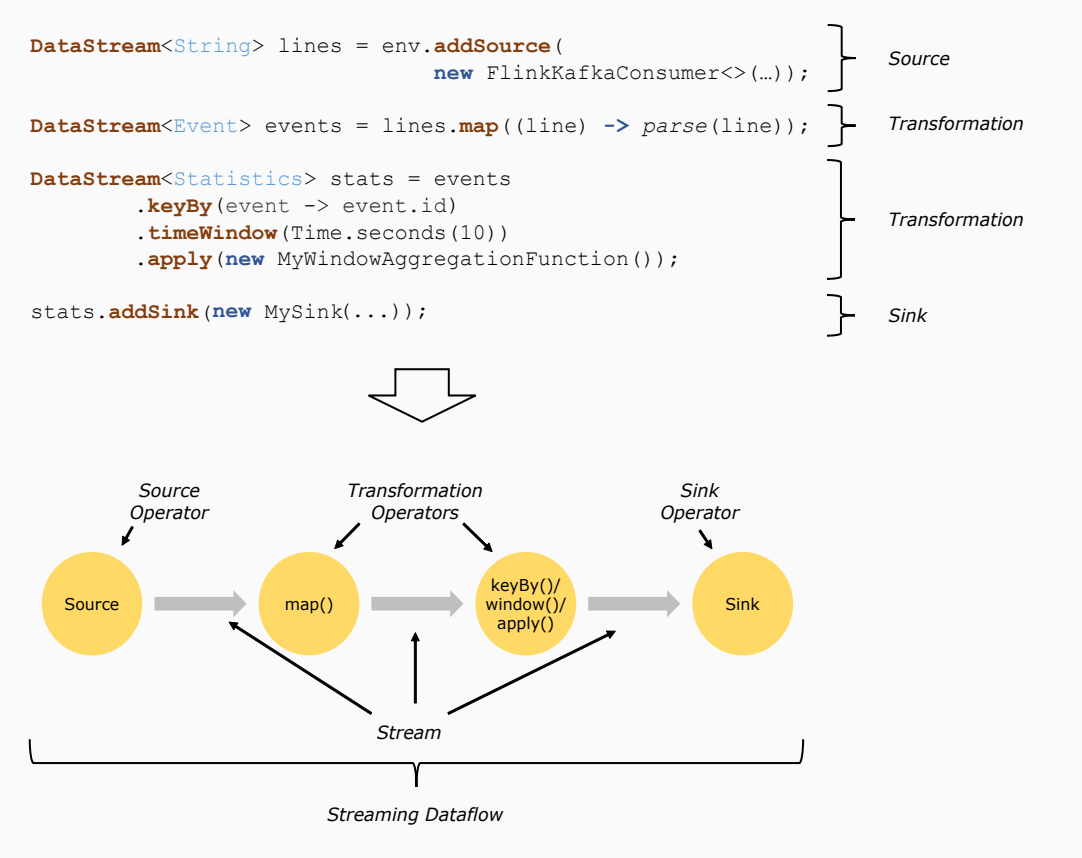 DataStream<String> lines = env.addSource(
new FlinkKafkaConsumer<>(…));
Source
DataStream<Event> events = lines.map((line) -> parse(line));
Transformation
DataStream<Statistics> stats = events
.keyBy(event -> event.id)
.timeWindow(Time.seconds(10))
.apply(new MyWindowAggregationFunction());
Transformation
stats.addSink(new MySink(...));
Sink
Source
Operator
Transformation
Operators
Sink
Operator
Source
map()
keyBy()/
window()/
apply()
Sink
Stream
Streaming Dataflow